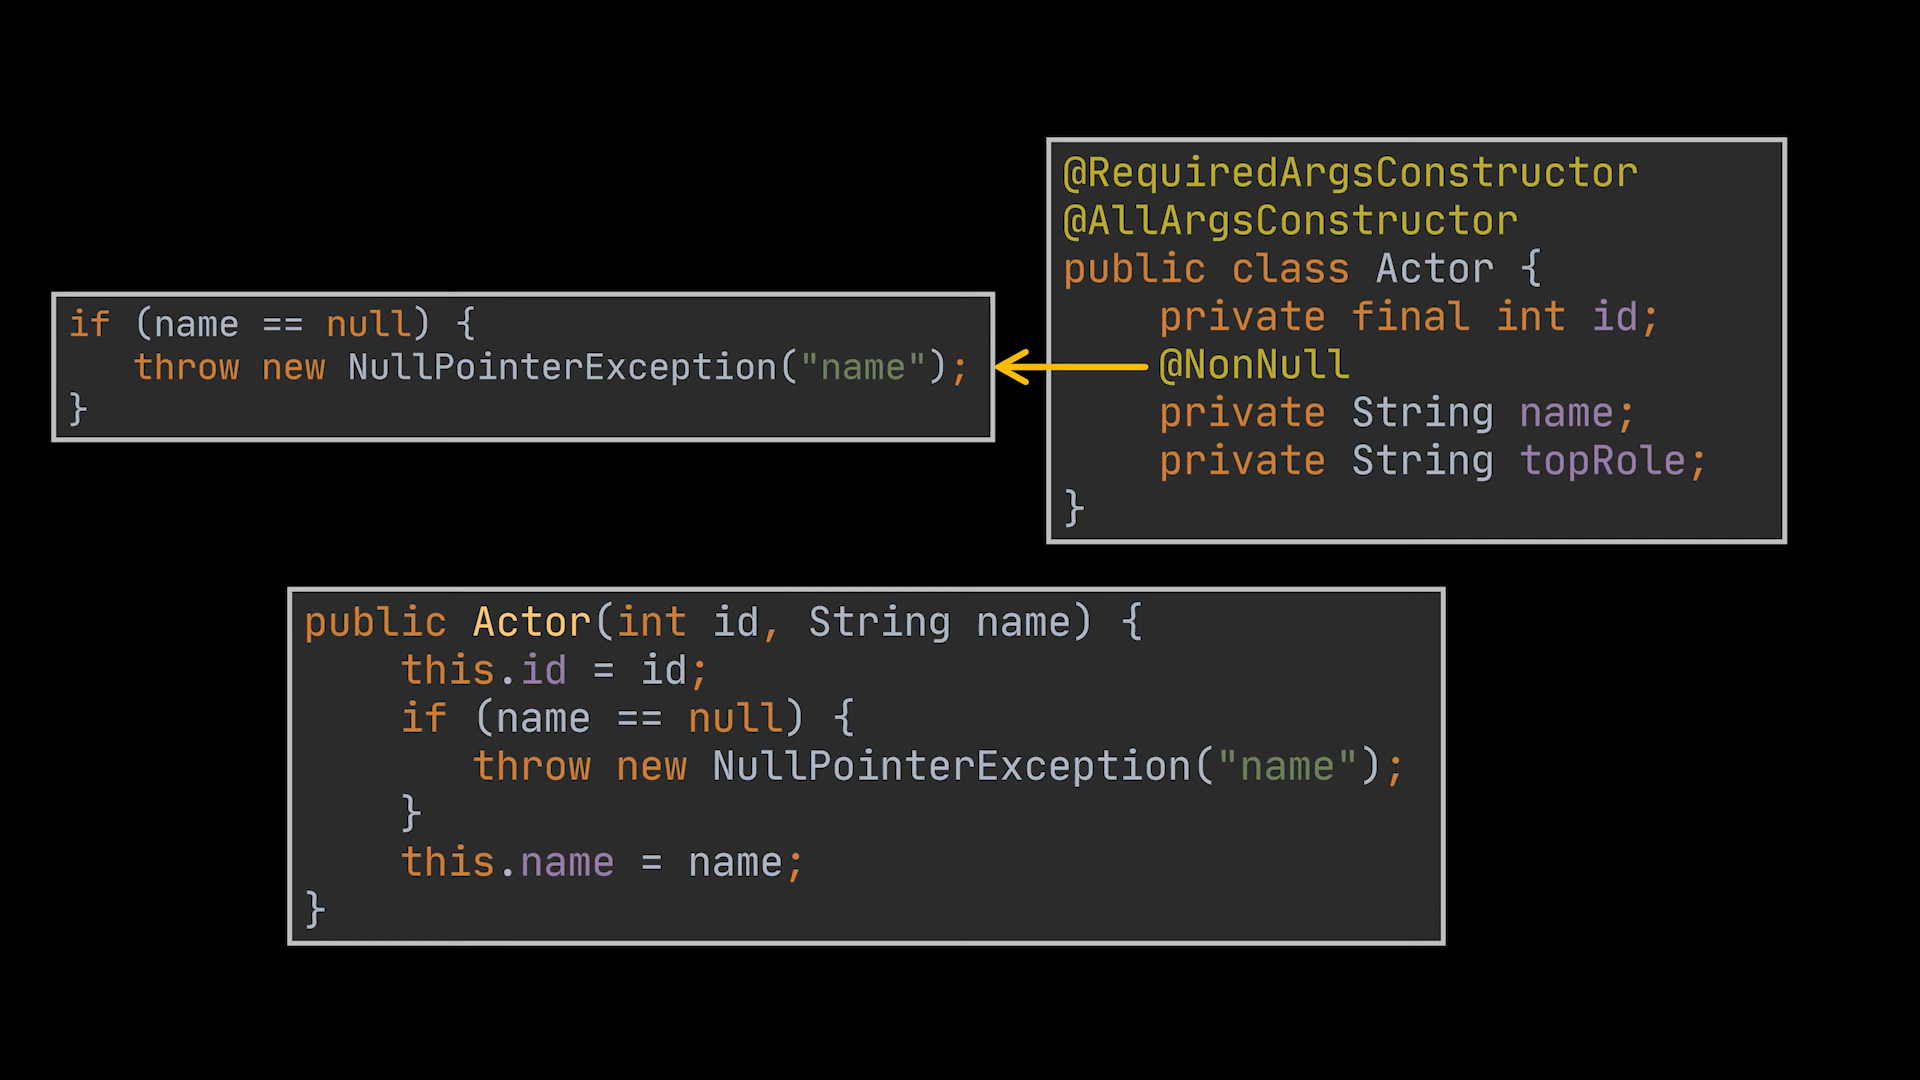 if (name == null) {
throw new NullPointerException("name");
}
@RequiredArgsConstructor
@AllArgsConstructor
public class Actor {
private final int id;
@NonNull
private String name;
private String topRole;
}
public Actor(int id, String name) {
this.id = id;
if (name == null) {
throw new NullPointerException("name");
}
this.name = name;
}